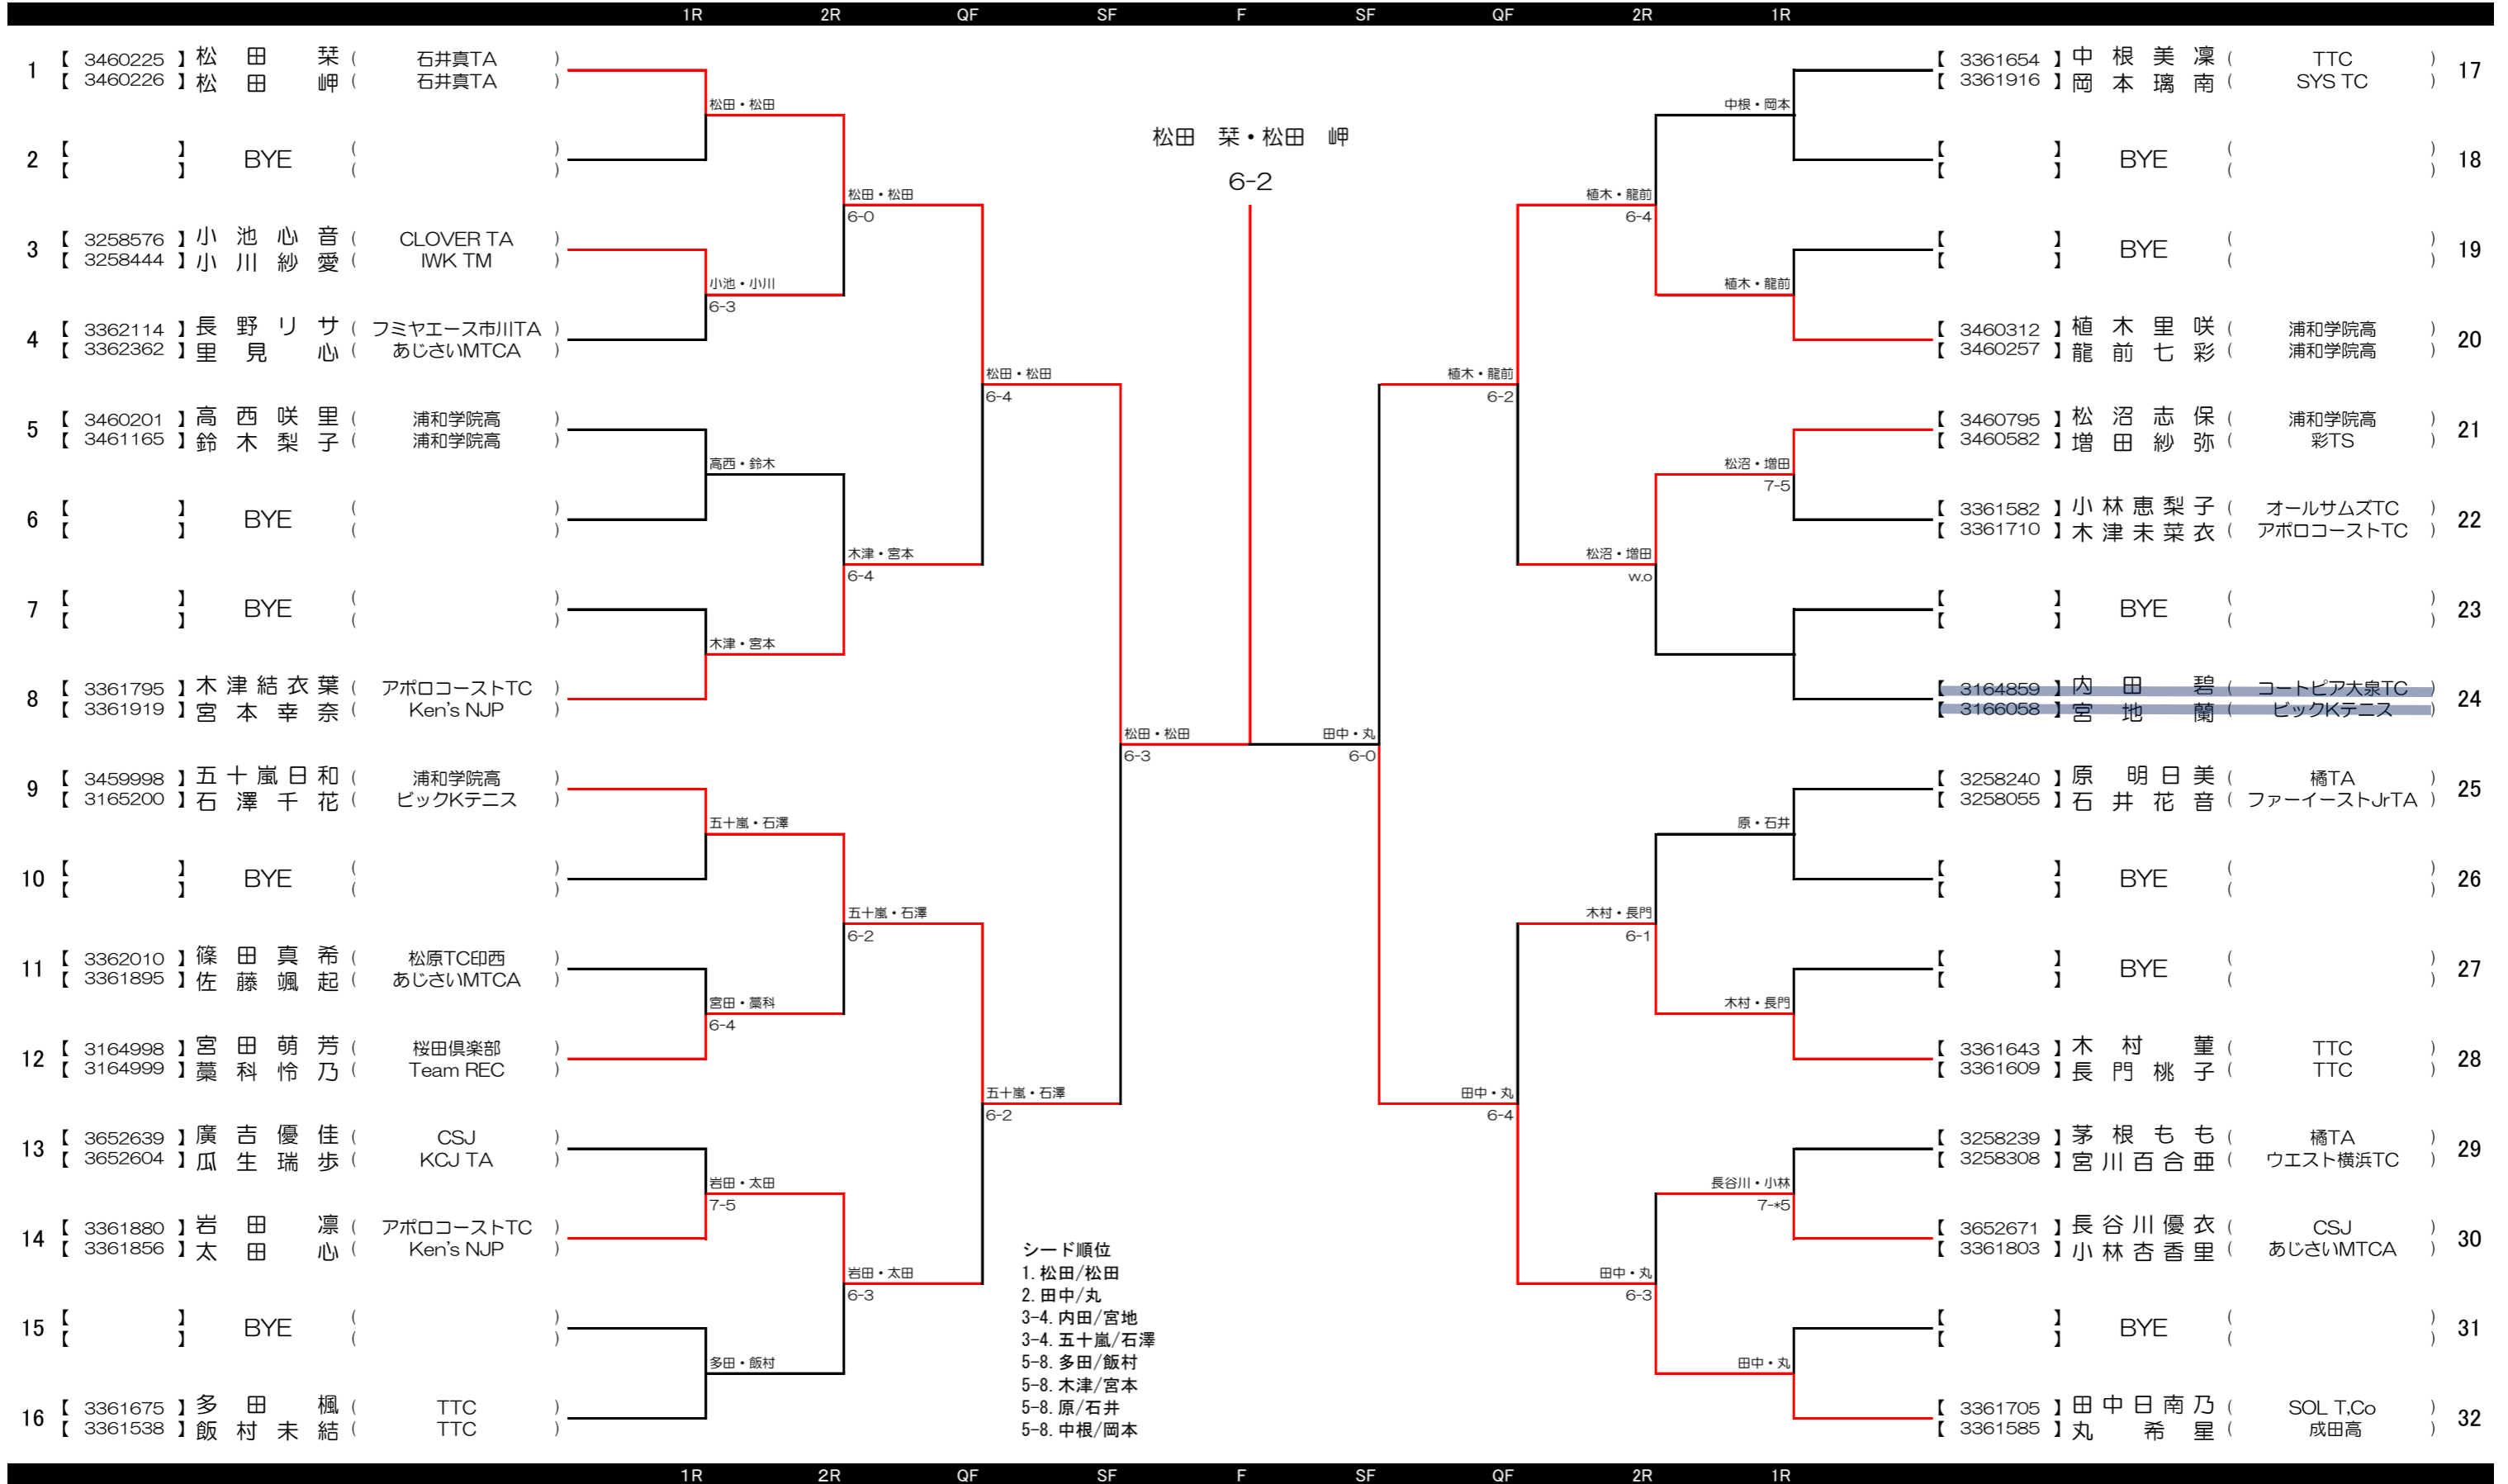 1R 2R QF SF F SF QF 2R 1R
1 【 3460225 】 松田 栞 ( 石井真TA )
【 3460226 】 松田 岬 ( 石井真TA )
松田・松田
2 【 】 BYE ( )
【 】 ( )
松田・松田
6-0
3 【 3258576 】 小池心音 ( CLOVER TA )
【 3258444 】 小川紗愛 ( IWK TM )
小池・小川
6-3
4 【 3362114 】 長野リサ ( フミヤエース市川TA )
【 3362362 】 里見 心 ( あじさいMTCA )
松田・松田
6-4
5 【 3460201 】 高西咲里 ( 浦和学院高 )
【 3461165 】 鈴木梨子 ( 浦和学院高 )
高西・鈴木
6 【 】 BYE ( )
【 】 ( )
木津・宮本
6-4
7 【 】 BYE ( )
【 】 ( )
木津・宮本
8 【 3361795 】 木津結衣葉 ( アポロコーストTC )
【 3361919 】 宮本幸奈 ( Ken's NJP )
松田・松田
6-3
9 【 3459998 】 五十嵐日和 ( 浦和学院高 )
【 3165200 】 石澤千花 ( ビックKテニス )
五十嵐・石澤
10 【 】 BYE ( )
【 】 ( )
五十嵐・石澤
6-2
11 【 3362010 】 篠田真希 ( 松原TC印西 )
【 3361895 】 佐藤颯起 ( あじさいMTCA )
宮田・藁科
6-4
12 【 3164998 】 宮田萌芳 ( 桜田倶楽部 )
【 3164999 】 藁科怜乃 ( Team REC )
五十嵐・石澤
6-2
13 【 3652639 】 廣吉優佳 ( CSJ )
【 3652604 】 瓜生瑞歩 ( KCJ TA )
岩田・太田
7-5
14 【 3361880 】 岩田 凛 ( アポロコーストTC )
【 3361856 】 太田 心 ( Ken's NJP )
岩田・太田
6-3
15 【 】 BYE ( )
【 】 ( )
多田・飯村
16 【 3361675 】 多田 楓 ( TTC )
【 3361538 】 飯村未結 ( TTC )
松田 栞・松田 岬
6-2
シード順位
1. 松田/松田
2. 田中/丸
3-4. 内田/宮地
3-4. 五十嵐/石澤
5-8. 多田/飯村
5-8. 木津/宮本
5-8. 原/石井
5-8. 中根/岡本
【 3361654 】 中根美凜 ( TTC ) 17
【 3361916 】 岡本璃南 ( SYS TC )
中根・岡本
【 】 BYE ( ) 18
【 】 ( )
植木・龍前
6-4
【 】 BYE ( ) 19
【 】 ( )
植木・龍前
【 3460312 】 植木里咲 ( 浦和学院高 ) 20
【 3460257 】 龍前七彩 ( 浦和学院高 )
植木・龍前
6-2
【 3460795 】 松沼志保 ( 浦和学院高 ) 21
【 3460582 】 増田紗弥 ( 彩TS )
松沼・増田
7-5
【 3361582 】 小林恵梨子 ( オールサムズTC ) 22
【 3361710 】 木津未菜衣 ( アポロコーストTC )
松沼・増田
w.o
【 】 BYE ( ) 23
【 】 ( )
【 3164859 】 内田 碧 ( コートピア大泉TC ) 24
【 3166058 】 宮地 蘭 ( ビックKテニス )
田中・丸
6-0
【 3258240 】 原 明日美 ( 橘TA ) 25
【 3258055 】 石井花音 ( ファーイーストJrTA )
原・石井
【 】 BYE ( ) 26
【 】 ( )
木村・長門
6-1
【 】 BYE ( ) 27
【 】 ( )
木村・長門
【 3361643 】 木村 菫 ( TTC ) 28
【 3361609 】 長門桃子 ( TTC )
田中・丸
6-4
【 3258239 】 茅根もも ( 橘TA ) 29
【 3258308 】 宮川百合亜 ( ウエスト横浜TC )
長谷川・小林
7-*5
【 3652671 】 長谷川優衣 ( CSJ ) 30
【 3361803 】 小林杏香里 ( あじさいMTCA )
田中・丸
6-3
【 】 BYE ( ) 31
【 】 ( )
田中・丸
【 3361705 】 田中日南乃 ( SOL T,Co ) 32
【 3361585 】 丸 希星 ( 成田高 )
1R 2R QF SF F SF QF 2R 1R